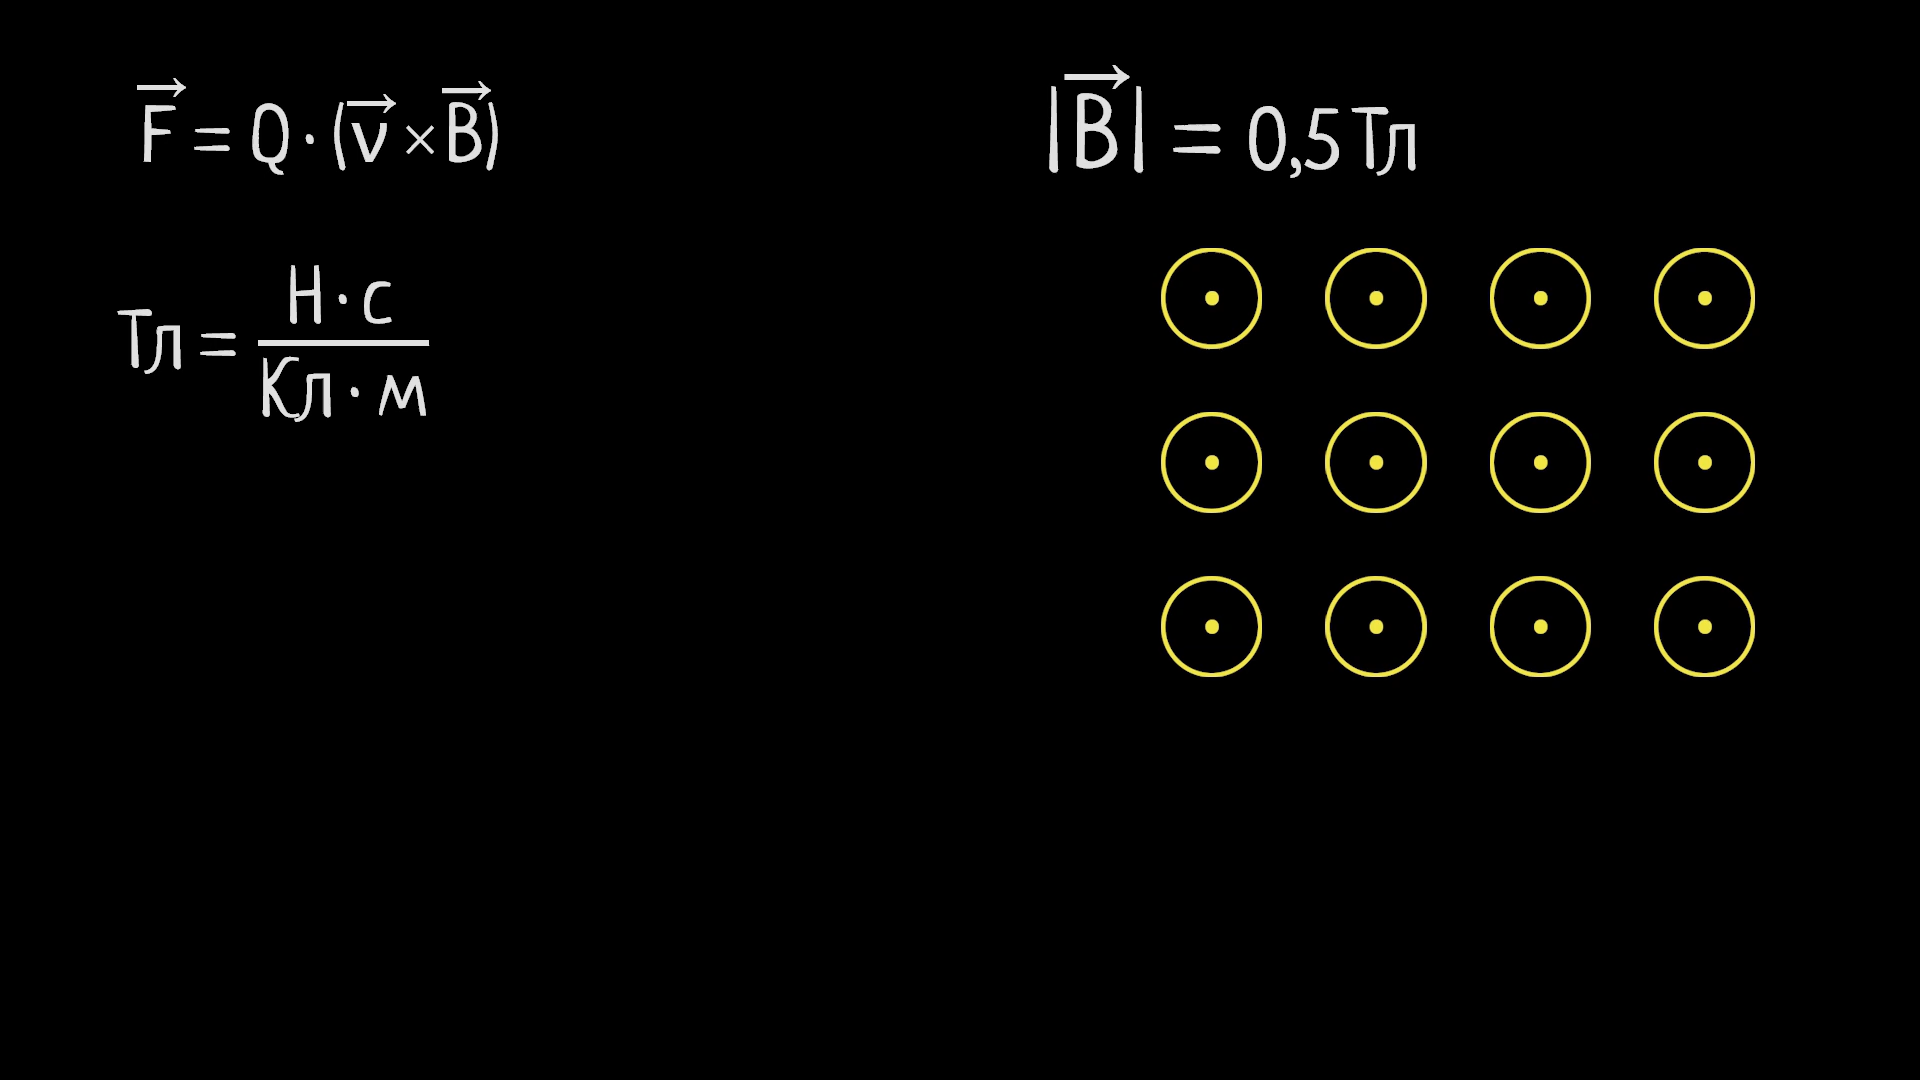 F⃗ = Q · (v⃗ × B⃗)
|B⃗| = 0,5 Тл
Тл = Н · с
Кл · м